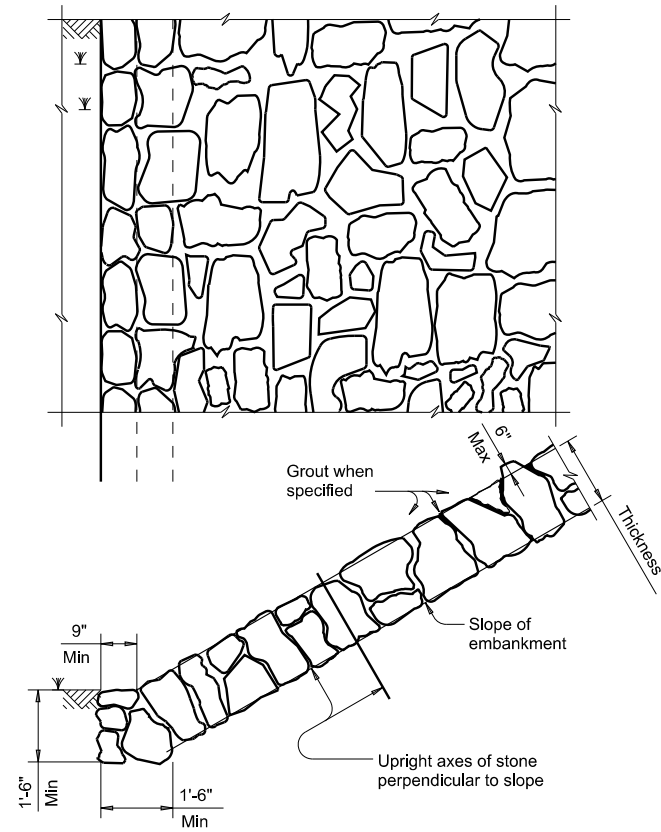 6"
Max
Grout when
specified
Thickness
9"
Min
Slope of
embankment
1'-6"
Min
Upright axes of stone
perpendicular to slope
1'-6"
Min